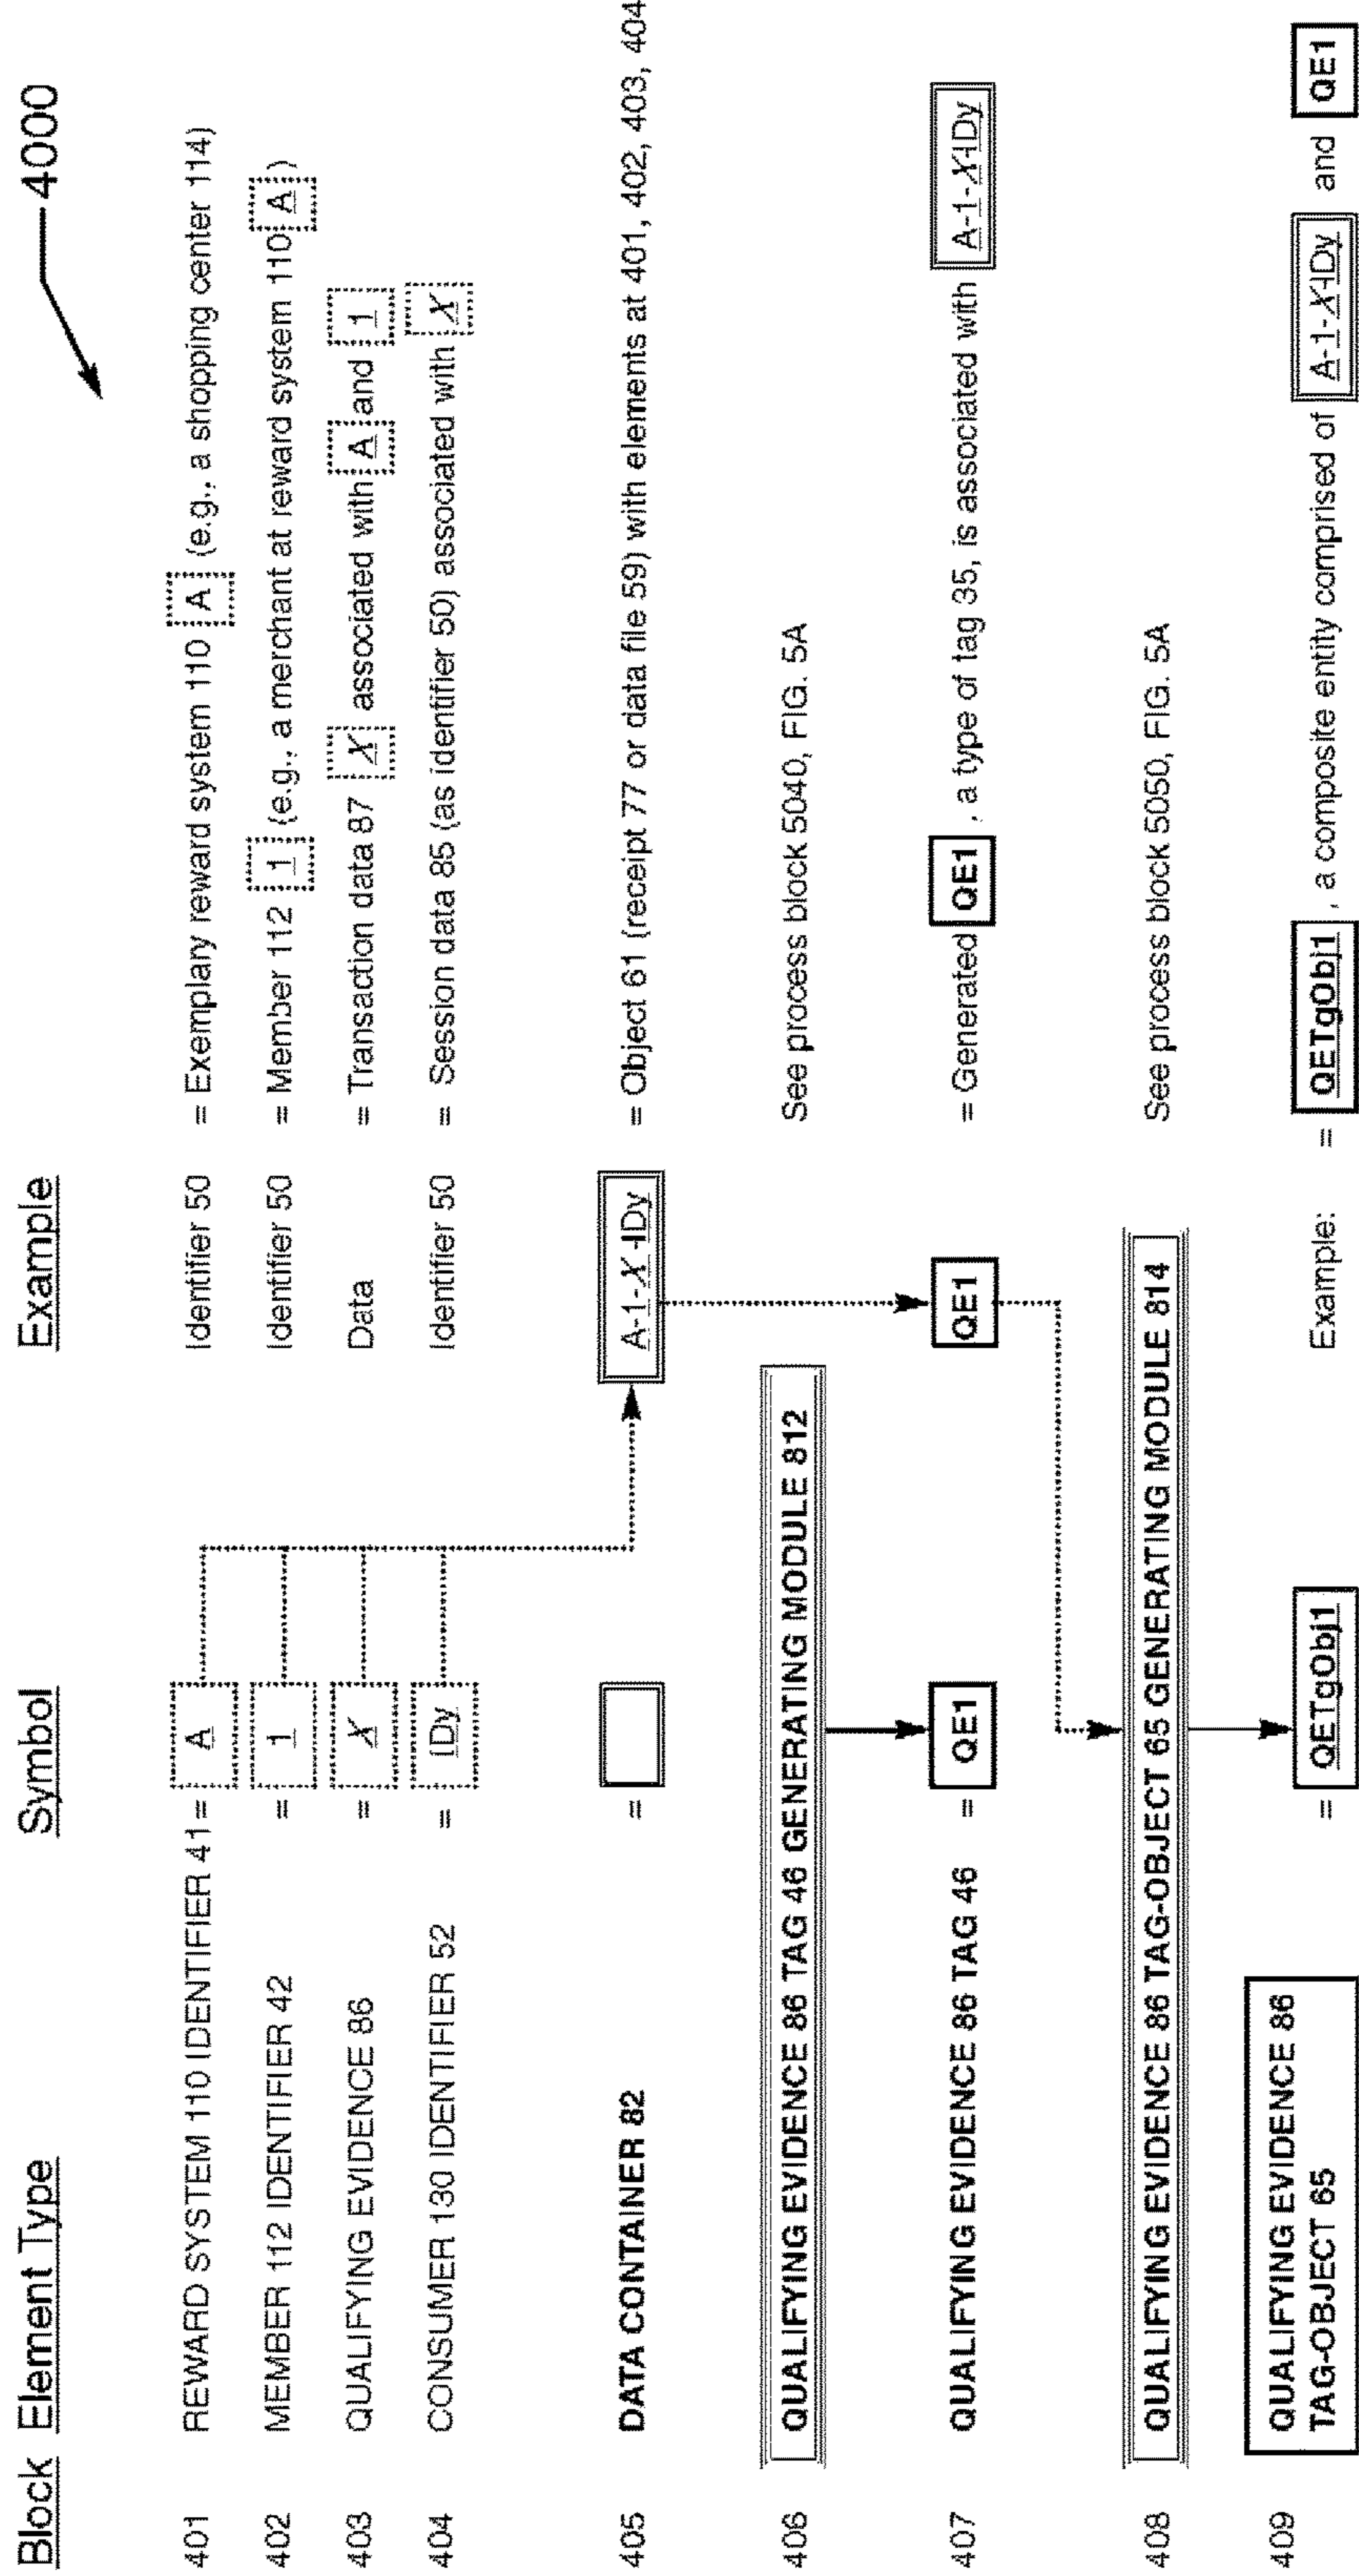 4000
Block Element Type Symbol Example
401 REWARD SYSTEM 110 IDENTIFIER 41 = A Identifier 50 = Exemplary reward system 110 A (e.g., a shopping center 114)
402 MEMBER 112 IDENTIFIER 42 = 1 Identifier 50 = Member 112 1 (e.g., a merchant at reward system 110 A )
403 QUALIFYING EVIDENCE 86 = X Data = Transaction data 87 X associated with A and 1
404 CONSUMER 130 IDENTIFIER 52 = IDy Identifier 50 = Session data 85 (as identifier 50) associated with X
405 DATA CONTAINER 82 = A-1-X-IDy = Object 61 (receipt 77 or data file 59) with elements at 401, 402, 403, 404
406 QUALIFYING EVIDENCE 86 TAG 46 GENERATING MODULE 812 See process block 5040, FIG. 5A
407 QUALIFYING EVIDENCE 86 TAG 46 = QE1 QE1 = Generated QE1 , a type of tag 35, is associated with A-1-X-IDy
408 QUALIFYING EVIDENCE 86 TAG-OBJECT 65 GENERATING MODULE 814 See process block 5050, FIG. 5A
409 QUALIFYING EVIDENCE 86
TAG-OBJECT 65 = QETgObj1 Example: = QETgObj1 , a composite entity comprised of A-1-X-IDy and QE1